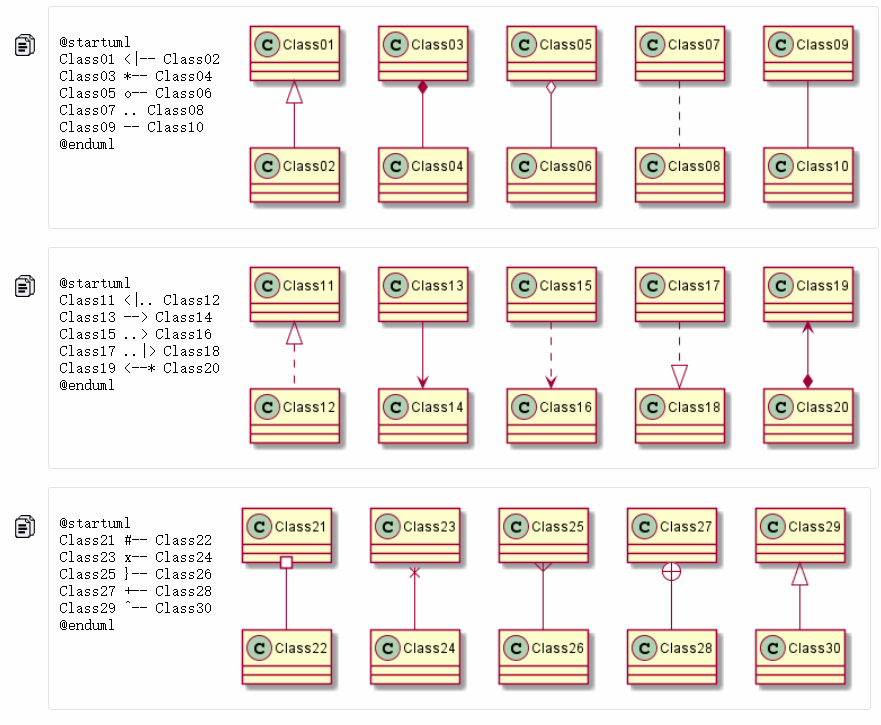 @startuml
Class01 <|-- Class02
Class03 *-- Class04
Class05 o-- Class06
Class07 .. Class08
Class09 -- Class10
@enduml
C Class01 C Class03 C Class05 C Class07 C Class09
C Class02 C Class04 C Class06 C Class08 C Class10
@startuml
Class11 <|.. Class12
Class13 --> Class14
Class15 ..> Class16
Class17 ..|> Class18
Class19 <--* Class20
@enduml
C Class11 C Class13 C Class15 C Class17 C Class19
C Class12 C Class14 C Class16 C Class18 C Class20
@startuml
Class21 #-- Class22
Class23 x-- Class24
Class25 }-- Class26
Class27 +-- Class28
Class29 ^-- Class30
@enduml
C Class21 C Class23 C Class25 C Class27 C Class29
C Class22 C Class24 C Class26 C Class28 C Class30